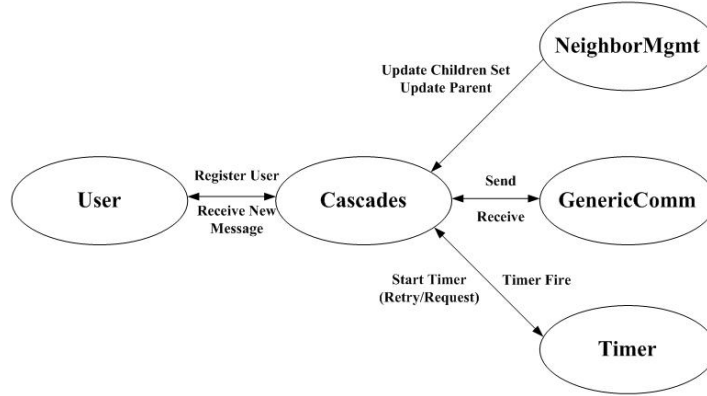 NeighborMgmt
Update Children Set
Update Parent
Register User
User
Cascades
Send
GenericComm
Receive New
Message
Receive
Start Timer
(Retry/Request)
Timer Fire
Timer